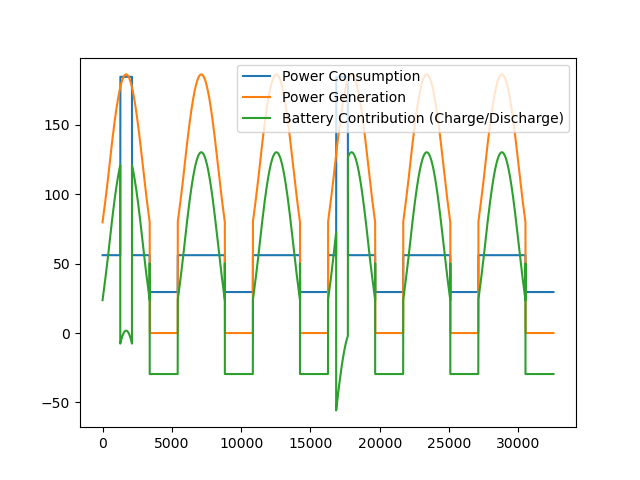 Power Consumption
Power Generation
Battery Contribution (Charge/Discharge)
150
100
50
0
−50
0 5000 10000 15000 20000 25000 30000